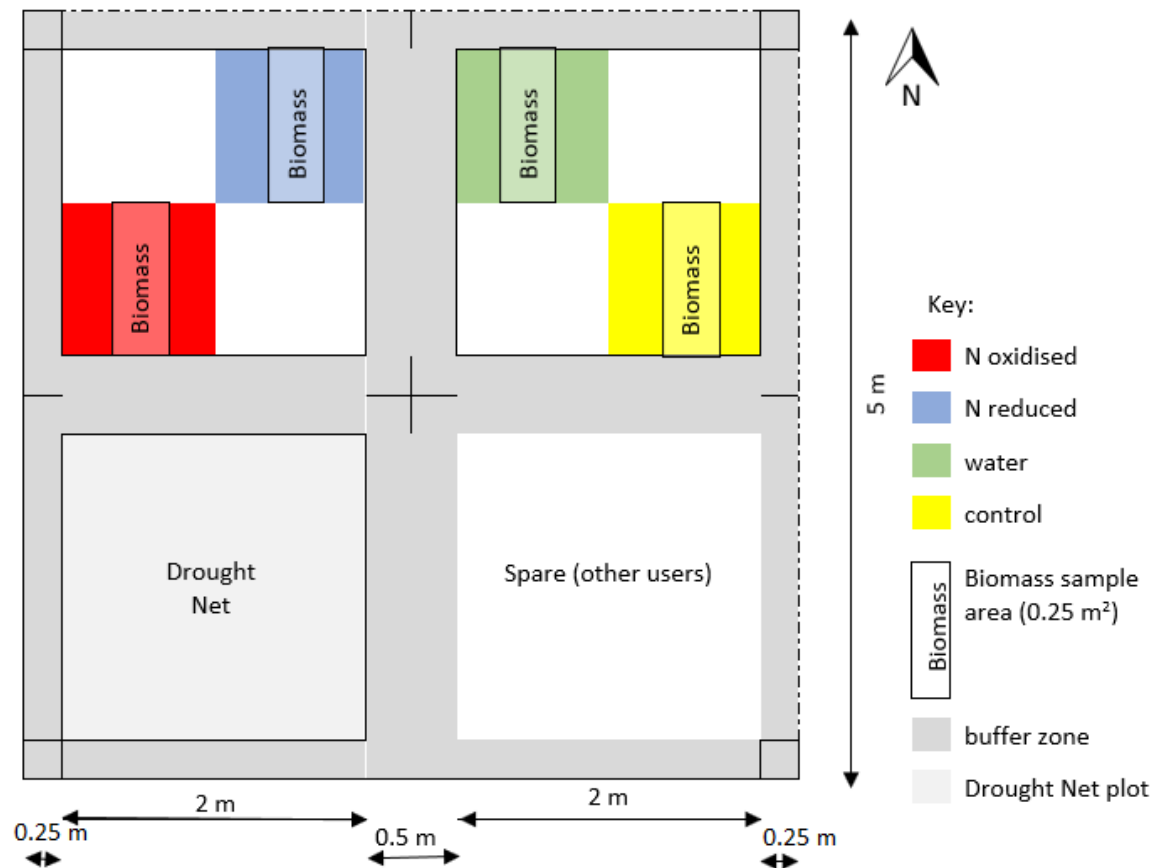 Biomass
Biomass
N
Biomass
Biomass
Key:
N oxidised
5 m
N reduced
water
control
Drought
Net
Spare (other users)
Biomass
Biomass sample
area (0.25 m²)
buffer zone
Drought Net plot
2 m
2 m
0.25 m
0.5 m
0.25 m